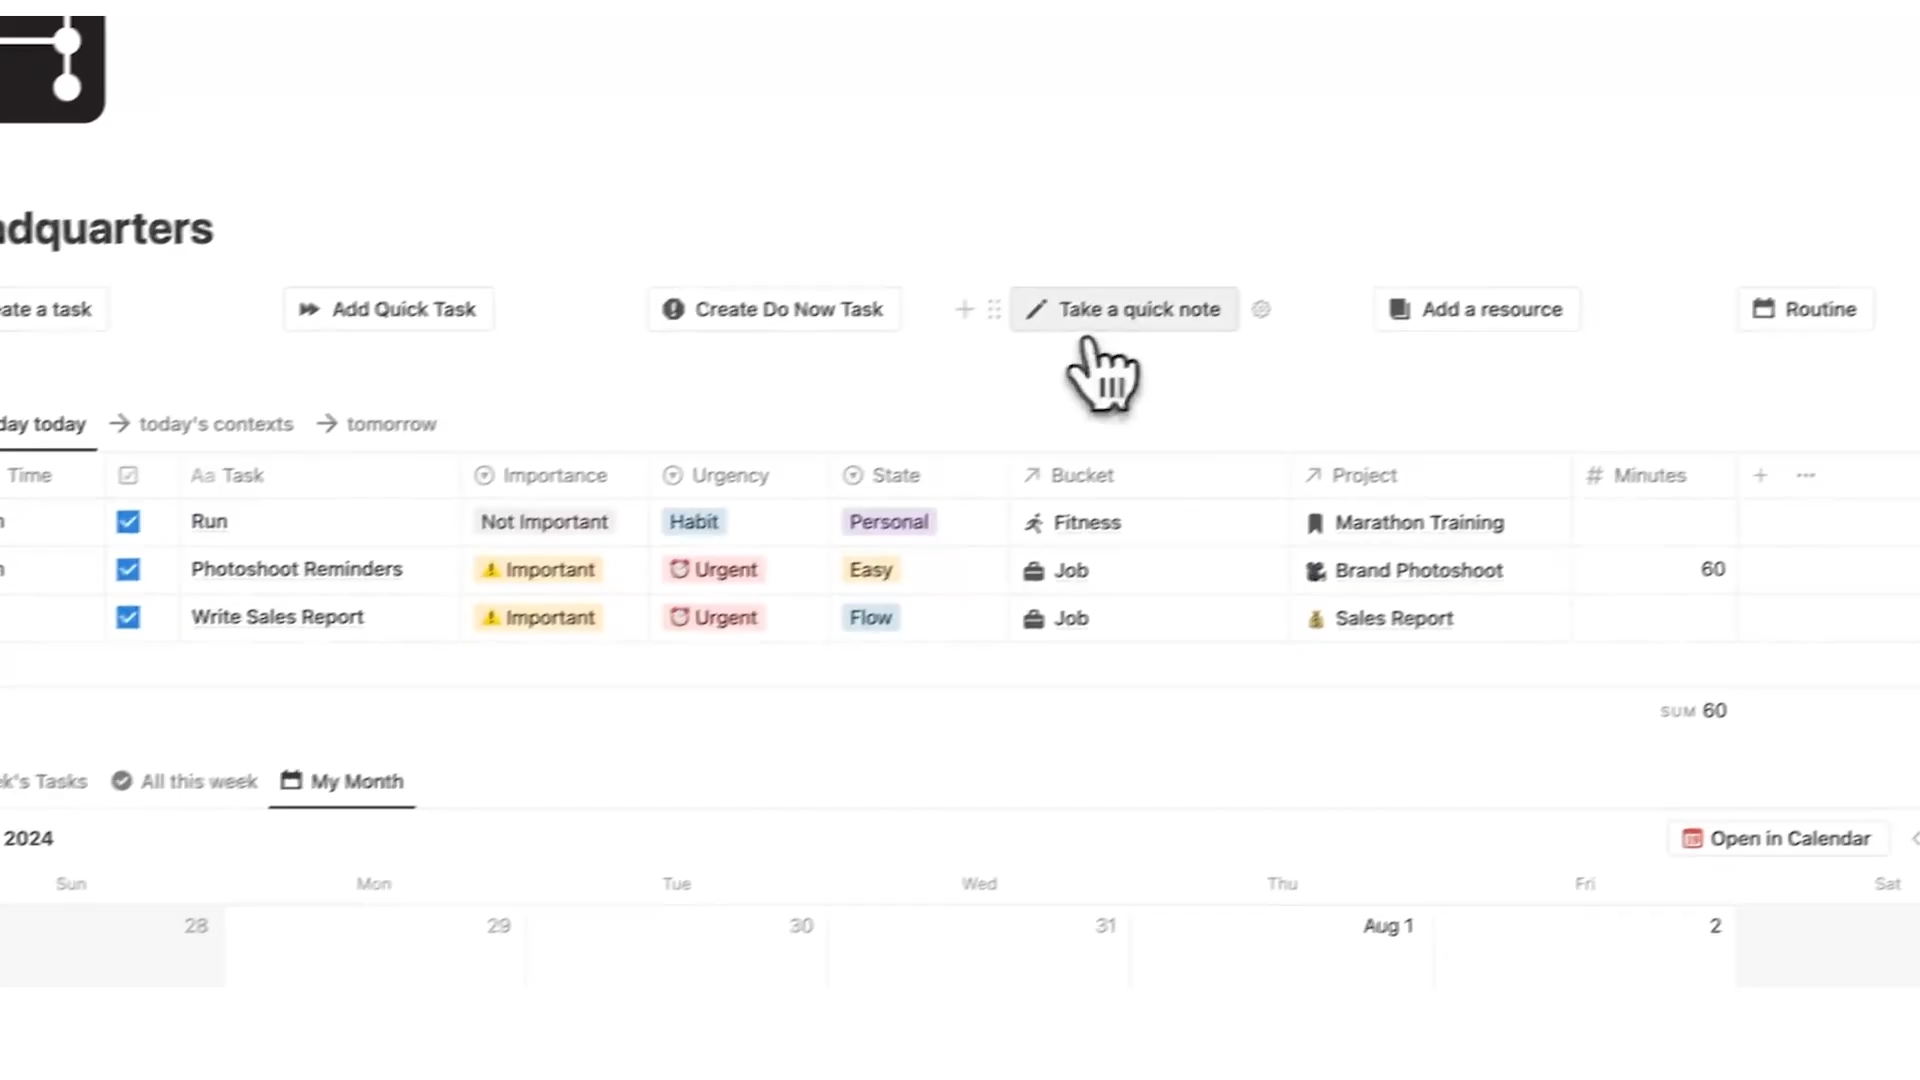 adquarters
ate a task Add Quick Task Create Do Now Task Take a quick note Add a resource Routine
day today today's contexts tomorrow
Time Aa Task Importance Urgency State Bucket Project # Minutes
Run Not Important Habit Personal Fitness Marathon Training
Photoshoot Reminders Important Urgent Easy Job Brand Photoshoot 60
Write Sales Report Important Urgent Flow Job Sales Report
SUM 60
ek's Tasks All this week My Month
2024 Open in Calendar
Sun Mon Tue Wed Thu Fri Sat
28 29 30 31 Aug 1 2